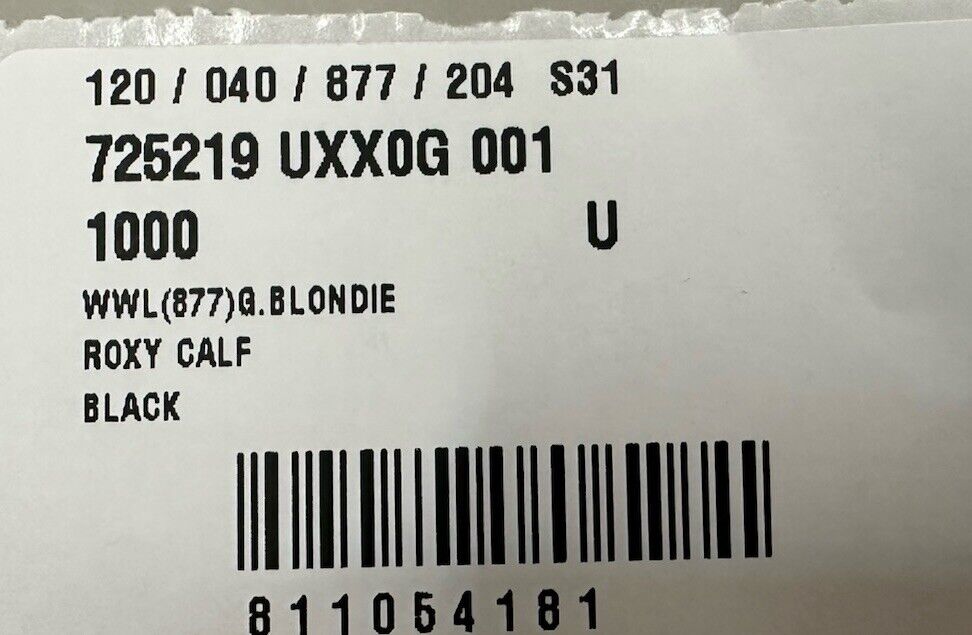 120 / 040 / 877 / 204 S31
725219 UXX0G 001
1000 U
WWL(877)G.BLONDIE
ROXY CALF
BLACK
811054181